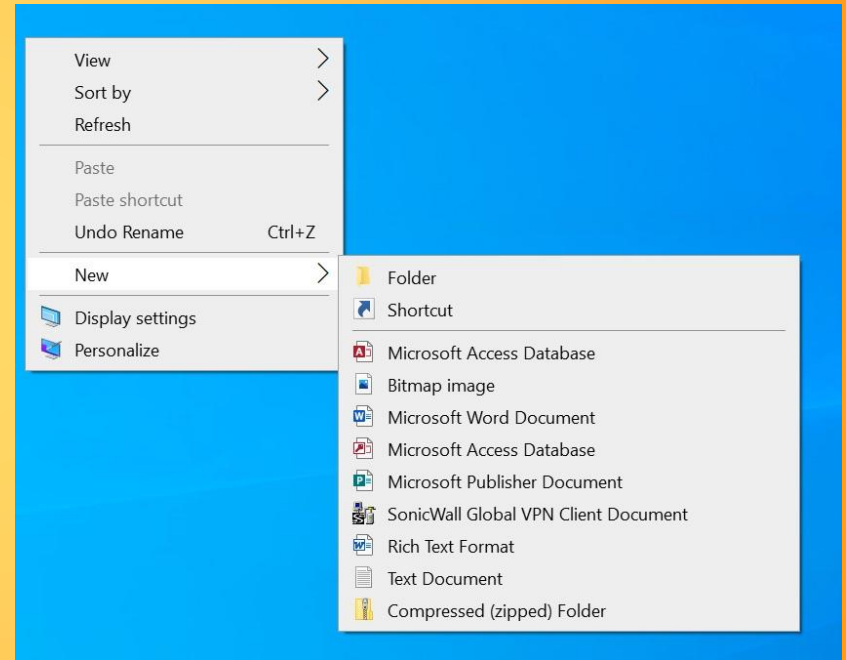 View
Sort by
Refresh
Paste
Paste shortcut
Undo Rename Ctrl+Z
New
Display settings
Personalize
Folder
Shortcut
Microsoft Access Database
Bitmap image
Microsoft Word Document
Microsoft Access Database
Microsoft Publisher Document
SonicWall Global VPN Client Document
Rich Text Format
Text Document
Compressed (zipped) Folder